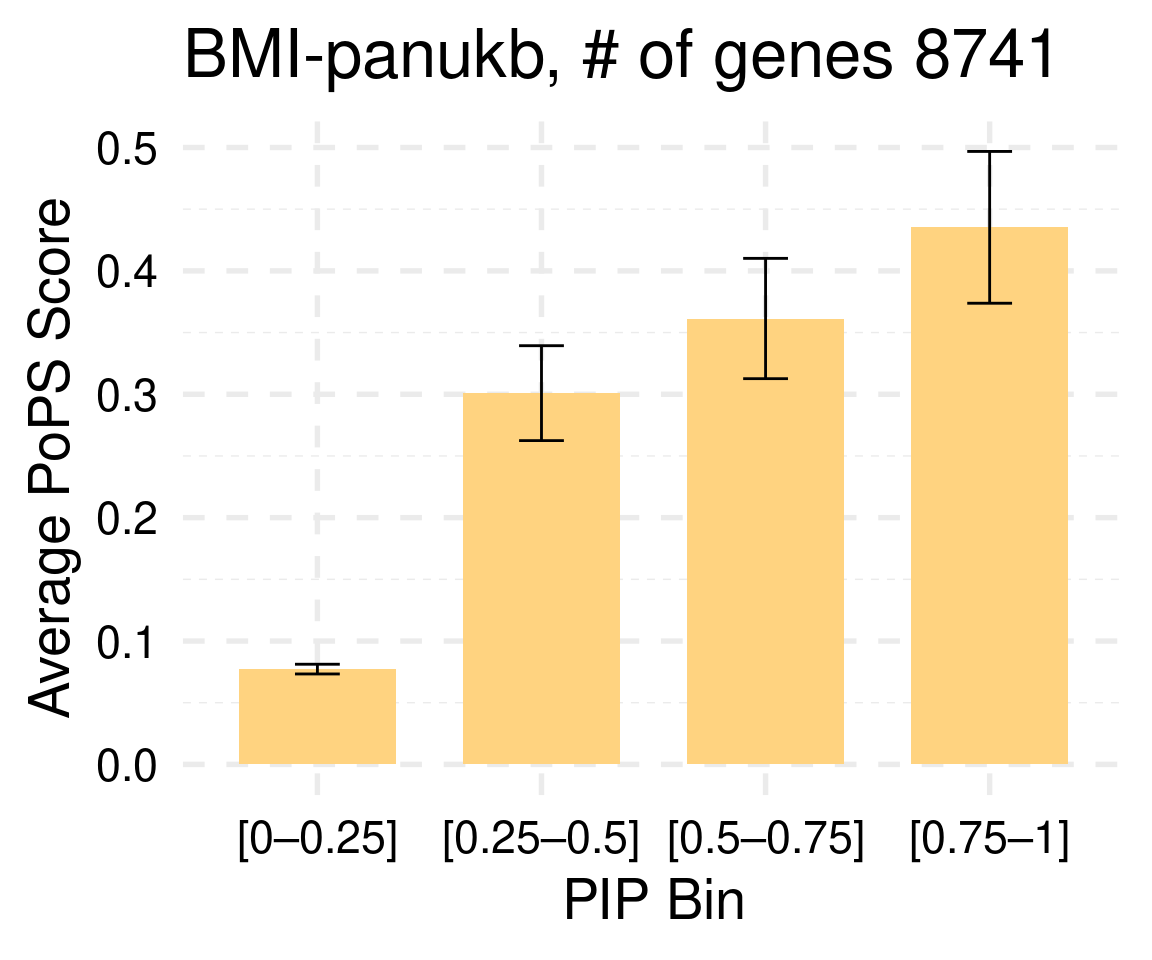 BMI-panukb, # of genes 8741
Average PoPS Score
0.5
0.4
0.3
0.2
0.1
0.0
[0–0.25] [0.25–0.5] [0.5–0.75] [0.75–1]
PIP Bin